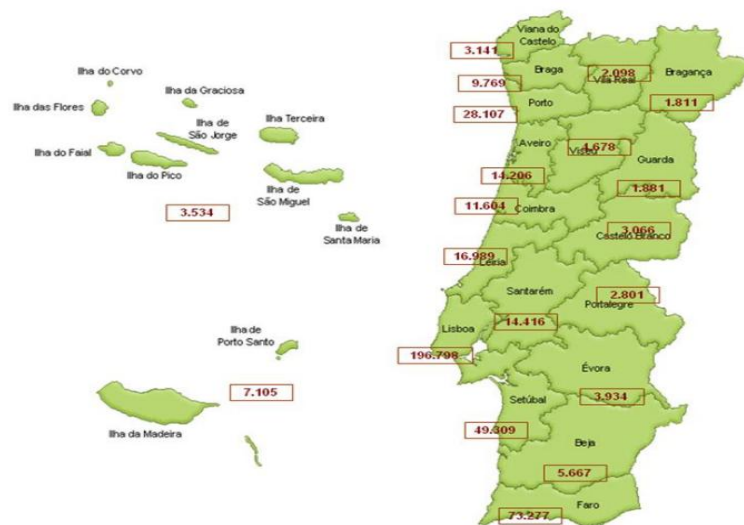 Viana do
Castelo
3.141
Braga
2.098
Vila Real
Bragança
9.769
1.811
Porto
28.107
Ilha do Corvo
Ilha das Flores
Ilha da Graciosa
Ilha de
São Jorge
Ilha Terceira
Ilha do Faial
Ilha do Pico
Ilha de
São Miguel
3.534
Ilha de
Santa Maria
Aveiro
4.678
Viseu
Guarda
14.206
1.881
11.604
Coimbra
3.066
Castelo Branco
16.989
Leiria
Santarém
2.801
Portalegre
Lisboa
14.416
196.798
Ilha de
Porto Santo
7.105
Ilha da Madeira
Évora
3.934
Setúbal
49.309
Beja
5.667
Faro
73.277